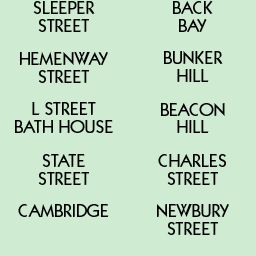 SLEEPER
STREET
HEMENWAY
STREET
L STREET
BATH HOUSE
STATE
STREET
CAMBRIDGE
BACK
BAY
BUNKER
HILL
BEACON
HILL
CHARLES
STREET
NEWBURY
STREET